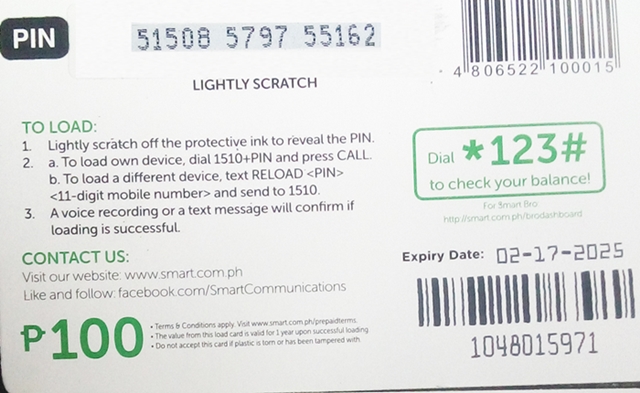 PIN
51508 5797 55162
4 806522 100015
LIGHTLY SCRATCH
TO LOAD:
1. Lightly scratch off the protective ink to reveal the PIN.
2. a. To load own device, dial 1510+PIN and press CALL.
b. To load a different device, text RELOAD <PIN>
<11-digit mobile number> and send to 1510.
3. A voice recording or a text message will confirm if
loading is successful.
Dial *123#
to check your balance!
For Smart Bro:
http://smart.com.ph/brodashboard
CONTACT US:
Visit our website: www.smart.com.ph
Like and follow: facebook.com/SmartCommunications
Expiry Date: 02-17-2025
1048015971
₱100
• Terms & Conditions apply. Visit www.smart.com.ph/prepaidterms.
• The value from this load card is valid for 1 year upon successful loading.
• Do not accept this card if plastic is torn or has been tampered with.